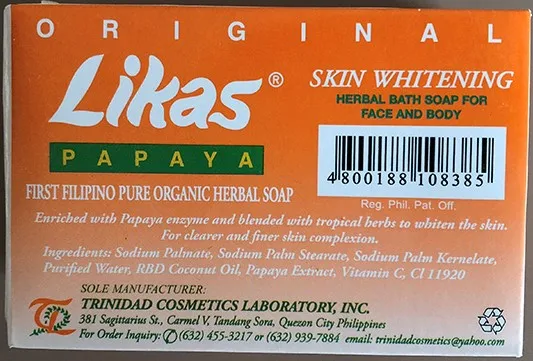 ORIGINAL
Likas®
PAPAYA
SKIN WHITENING
HERBAL BATH SOAP FOR
FACE AND BODY
4 800188 108385
Reg. Phil. Pat. Off.
FIRST FILIPINO PURE ORGANIC HERBAL SOAP
Enriched with Papaya enzyme and blended with tropical herbs to whiten the skin.
For clearer and finer skin complexion.
Ingredients: Sodium Palmate, Sodium Palm Stearate, Sodium Palm Kernelate,
Purified Water, RBD Coconut Oil, Papaya Extract, Vitamin C, Cl 11920
SOLE MANUFACTURER:
TRINIDAD COSMETICS LABORATORY, INC.
381 Sagittarius St., Carmel V, Tandang Sora, Quezon City Philippines
For Order Inquiry: ✆ (632) 455-3217 or (632) 939-7884 email: trinidadcosmetics@yahoo.com